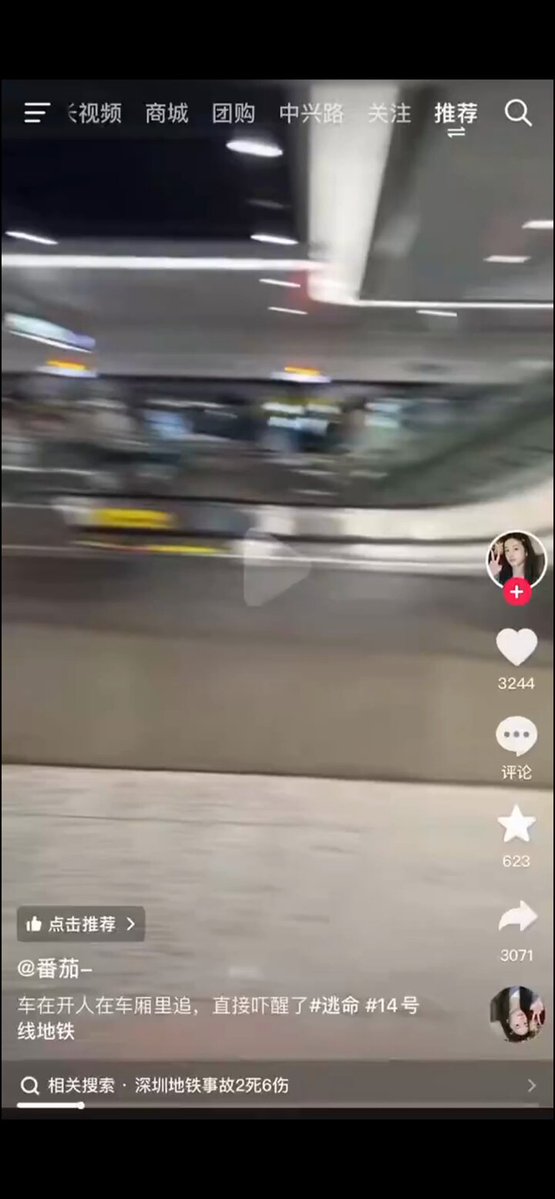 长视频 商城 团购 中兴路 关注 推荐
3244
评论
623
3071
点击推荐
@番茄-
车在开人在车厢里追，直接吓醒了#逃命 #14号
线地铁
相关搜索 · 深圳地铁事故2死6伤